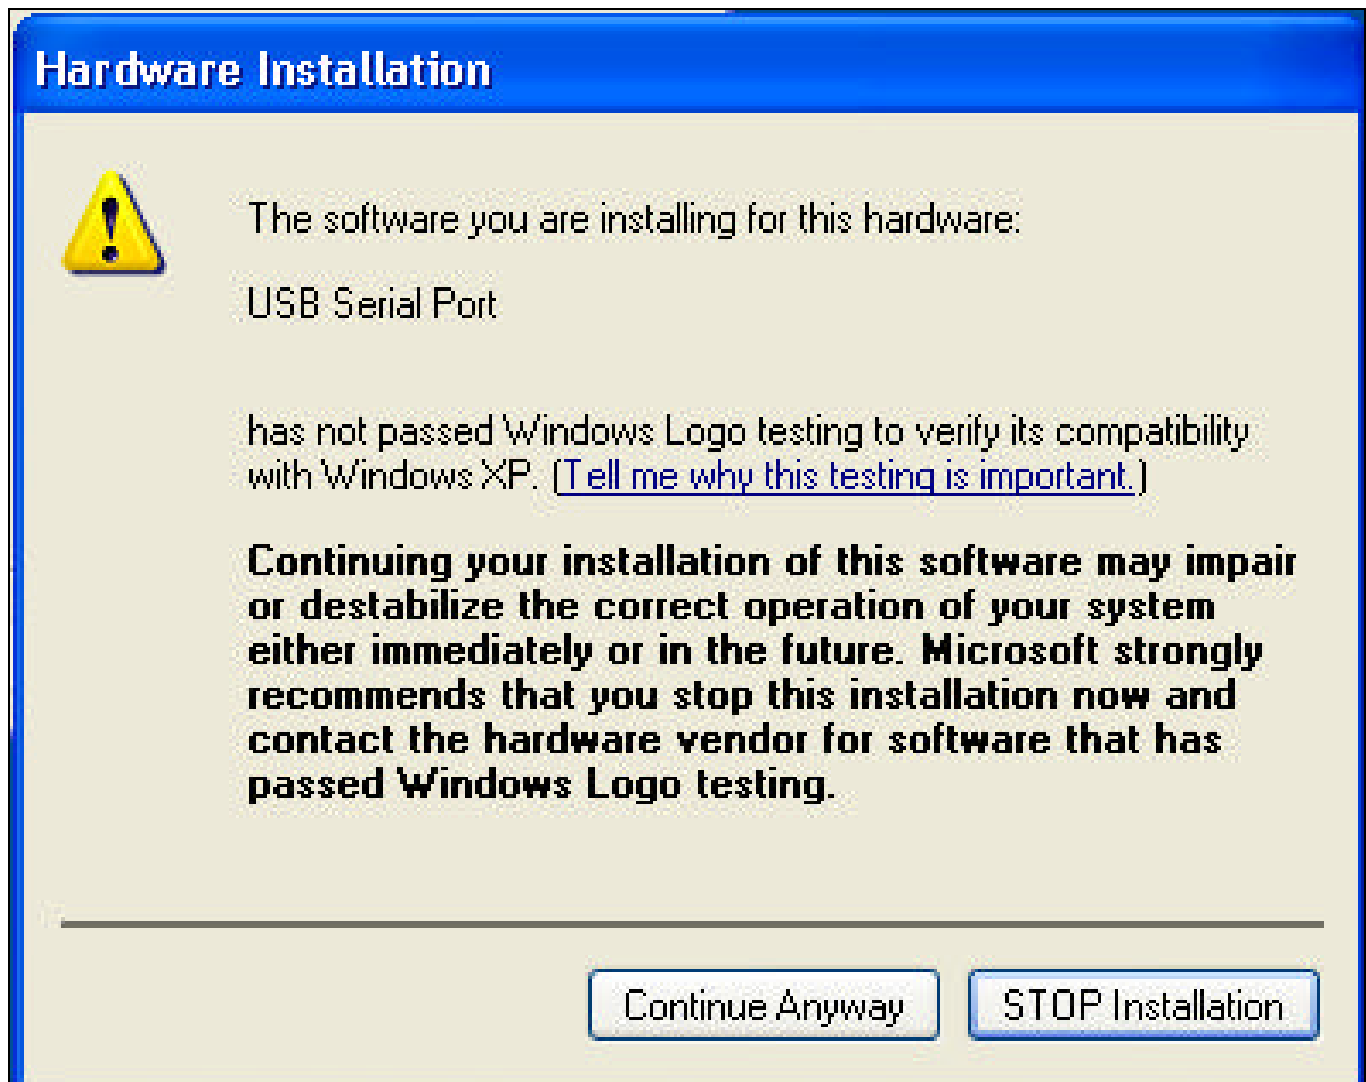 Hardware Installation
The software you are installing for this hardware:
USB Serial Port
has not passed Windows Logo testing to verify its compatibility
with Windows XP. (Tell me why this testing is important.)
Continuing your installation of this software may impair
or destabilize the correct operation of your system
either immediately or in the future. Microsoft strongly
recommends that you stop this installation now and
contact the hardware vendor for software that has
passed Windows Logo testing.
Continue Anyway
STOP Installation